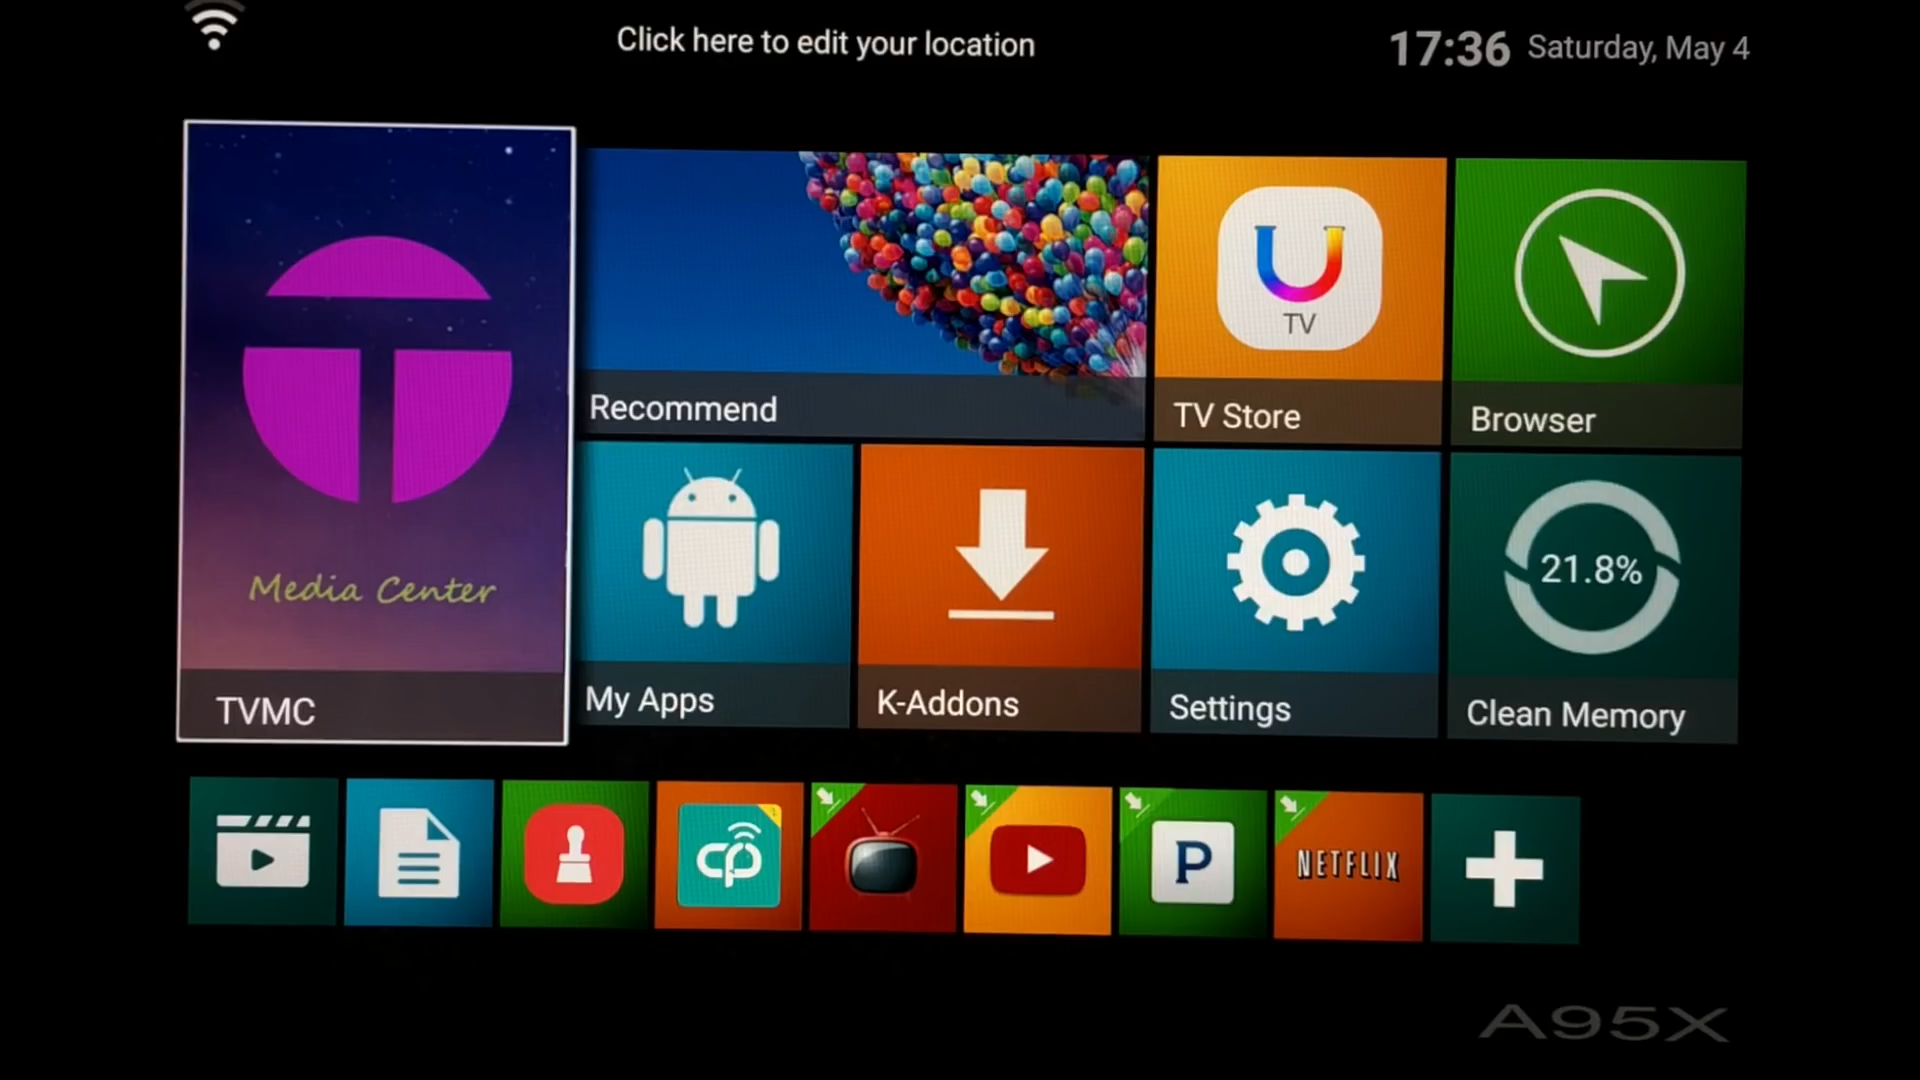 Click here to edit your location
17:36 Saturday, May 4
Media Center
TVMC
Recommend
TV
TV Store
Browser
My Apps
K-Addons
Settings
21.8%
Clean Memory
cp
P
NETFLIX
A95X